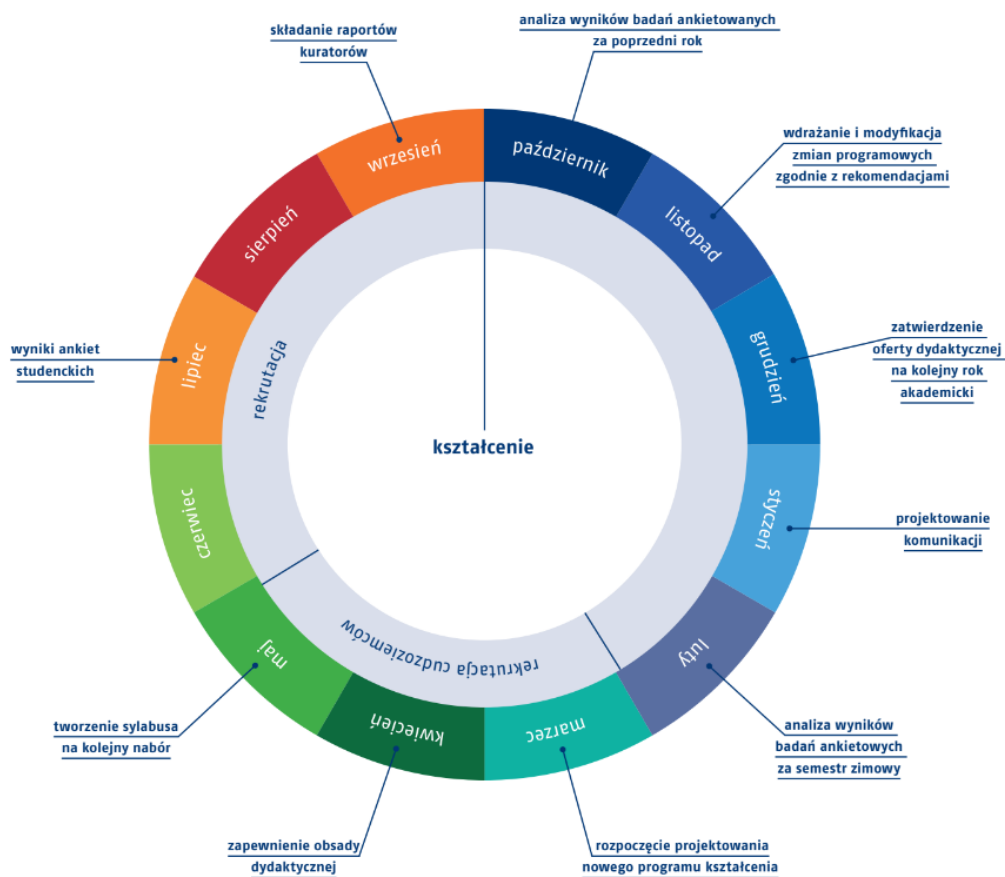 składanie raportów
kuratorów
analiza wyników badań ankietowanych
za poprzedni rok
wrzesień
październik
wdrażanie i modyfikacja
zmian programowych
zgodnie z rekomendacjami
listopad
sierpień
grudzień
zatwierdzenie
oferty dydaktycznej
na kolejny rok
akademicki
wyniki ankiet
studenckich
lipiec
rekrutacja
kształcenie
styczeń
projektowanie
komunikacji
czerwiec
rekrutacja cudzoziemców
luty
maj
marzec
kwiecień
tworzenie sylabusa
na kolejny nabór
analiza wyników
badań ankietowych
za semestr zimowy
zapewnienie obsady
dydaktycznej
rozpoczęcie projektowania
nowego programu kształcenia